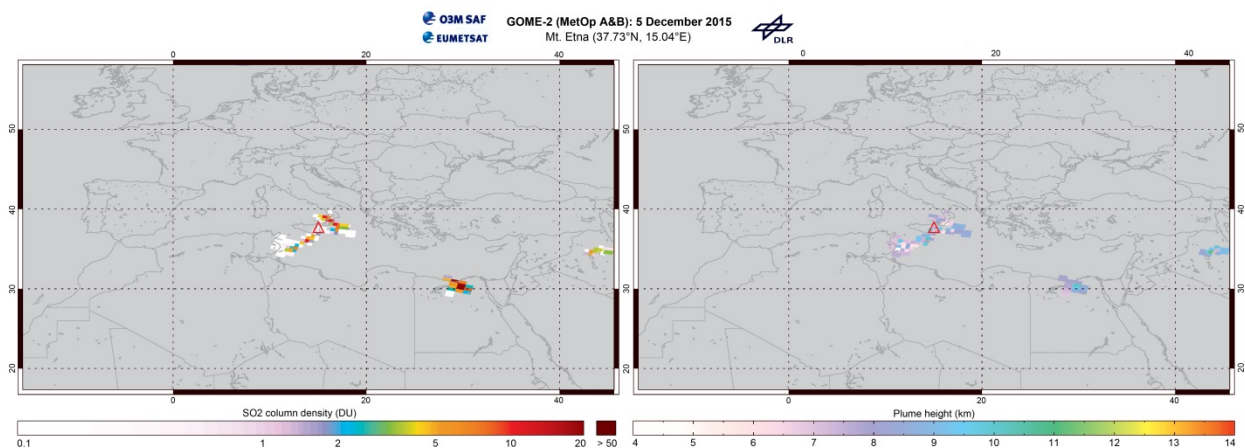 O3M SAF
EUMETSAT
GOME-2 (MetOp A&B): 5 December 2015
Mt. Etna (37.73°N, 15.04°E)
DLR
0 20 40
0 20 40
50 50
40 40
30 30
20 20
0 20 40
0 20 40
SO2 column density (DU)
Plume height (km)
0.1 1 2 5 10 20 > 50
4 5 6 7 8 9 10 11 12 13 14